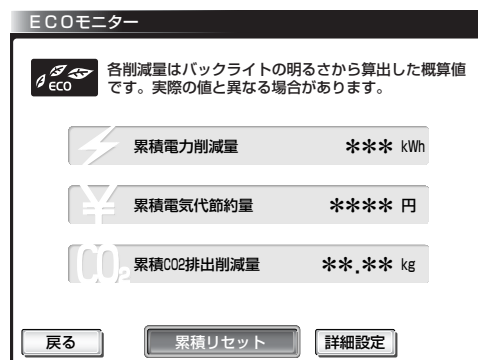 ECOモニター
ECO
各削減量はバックライトの明るさから算出した概算値
です。実際の値と異なる場合があります。
累積電力削減量 *** kWh
¥ 累積電気代節約量 **** 円
CO2 累積CO2排出削減量 **.** kg
戻る 累積リセット 詳細設定